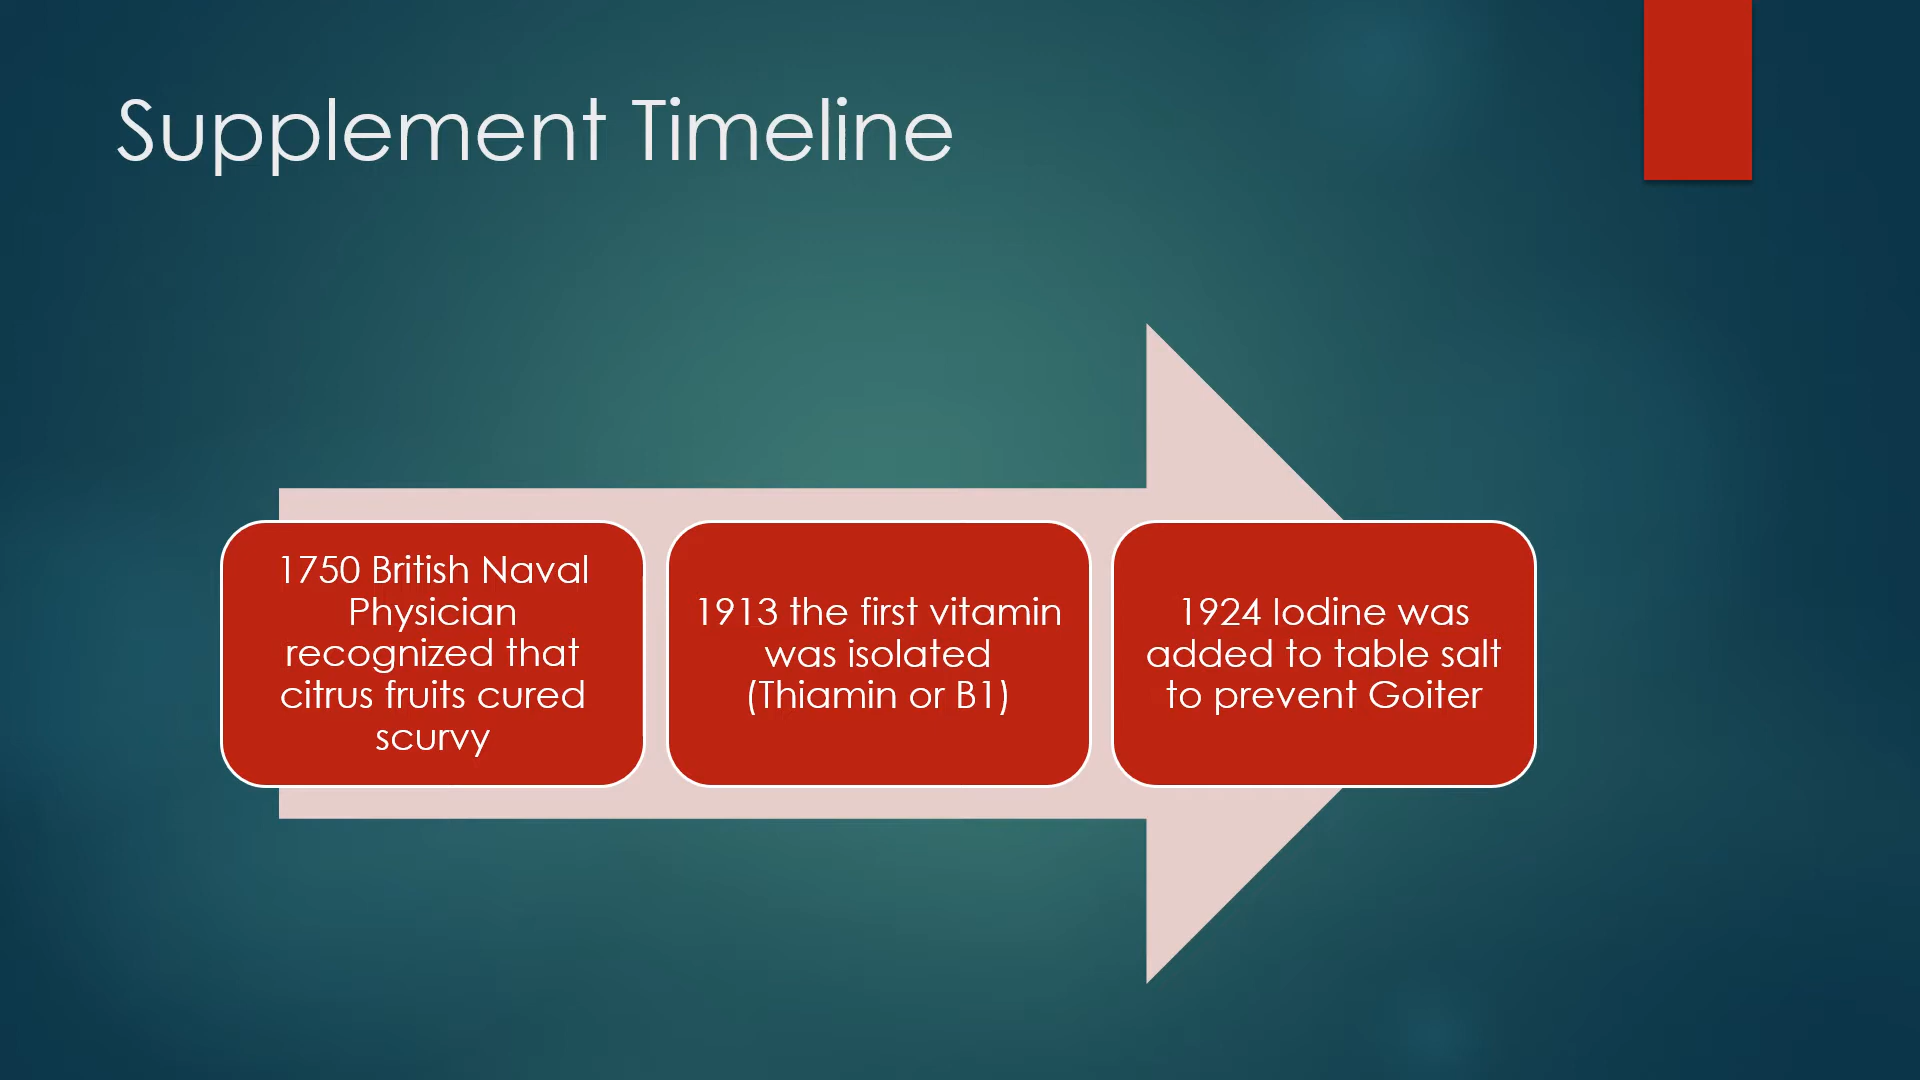 Supplement Timeline
1750 British Naval
Physician
recognized that
citrus fruits cured
scurvy
1913 the first vitamin
was isolated
(Thiamin or B1)
1924 Iodine was
added to table salt
to prevent Goiter